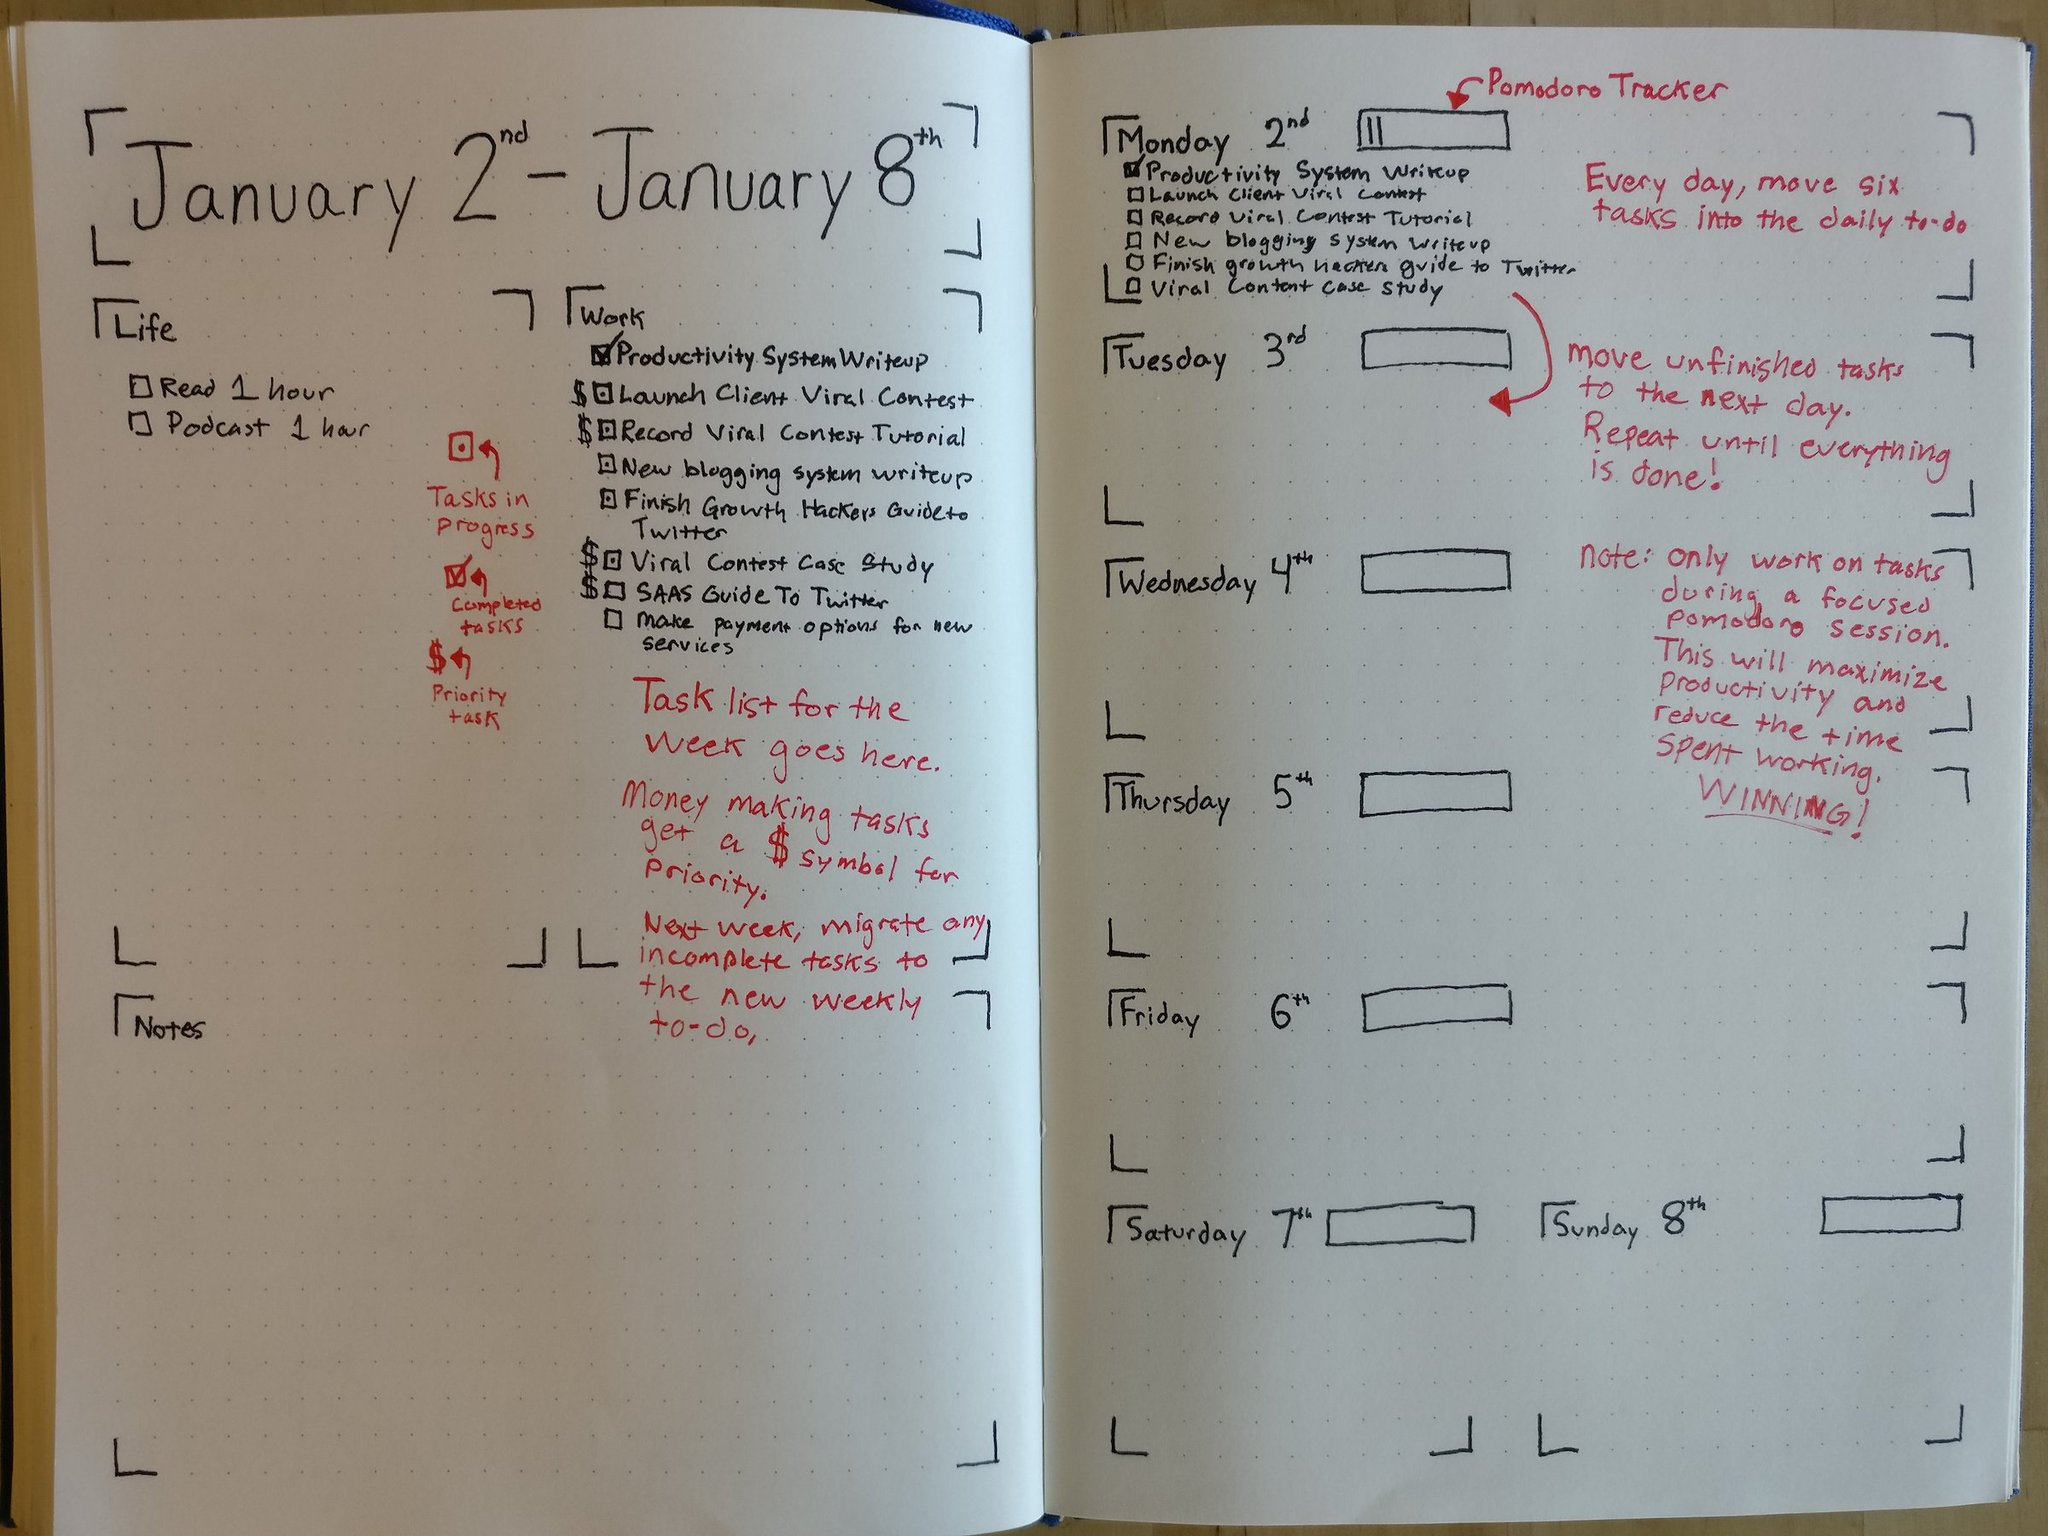 January 2nd - January 8th
Life
Read 1 hour
Podcast 1 hour
Tasks in
progress
Completed
tasks
$
Priority
task
Work
Productivity System Writeup
$ Launch Client Viral Contest
$ Record Viral Contest Tutorial
New blogging system writeup
Finish Growth Hackers Guide to
Twitter
$ Viral Contest Case Study
$ SAAS Guide To Twitter
Make payment options for new
services
Task list for the
week goes here.
Money making tasks
get a $ symbol for
priority.
Next week, migrate any
incomplete tasks to
the new weekly
to-do,
Notes
Pomodoro Tracker
Monday 2nd
Productivity System Writeup
Launch Client Viral Contest
Record Viral Contest Tutorial
New blogging system writeup
Finish growth hackers guide to Twitter
Viral Content Case Study
Every day, move six
tasks into the daily to-do
Tuesday 3rd
move unfinished tasks
to the next day.
Repeat until everything
is done!
Wednesday 4th
note: only work on tasks
during a focused
pomodoro session.
This will maximize
productivity and
reduce the time
spent working.
WINNING!
Thursday 5th
Friday 6th
Saturday 7th
Sunday 8th